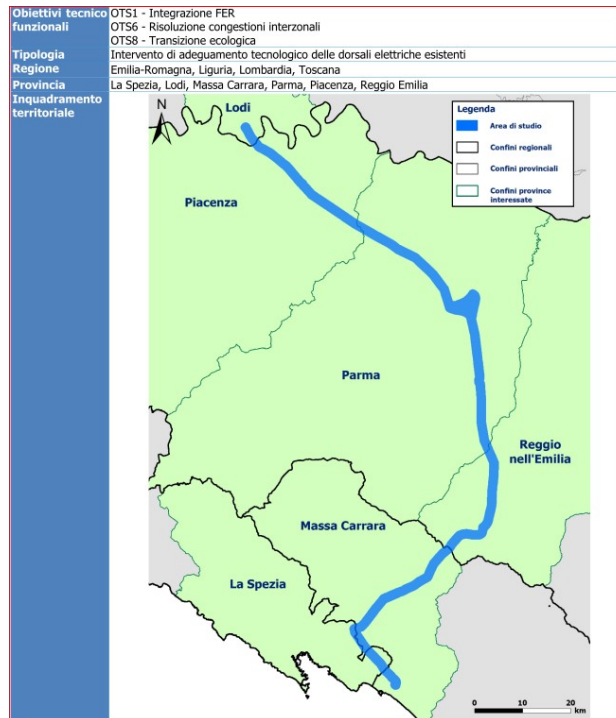 Obiettivi tecnico funzionali
OTS1 - Integrazione FER
OTS6 - Risoluzione congestioni interzonali
OTS8 - Transizione ecologica
Tipologia
Intervento di adeguamento tecnologico delle dorsali elettriche esistenti
Regione
Emilia-Romagna, Liguria, Lombardia, Toscana
Provincia
La Spezia, Lodi, Massa Carrara, Parma, Piacenza, Reggio Emilia
Inquadramento
territoriale
N
Lodi
Legenda
Area di studio
Confini regionali
Confini provinciali
Confini province
interessate
Piacenza
Parma
Reggio
nell'Emilia
Massa Carrara
La Spezia
0 10 20
km